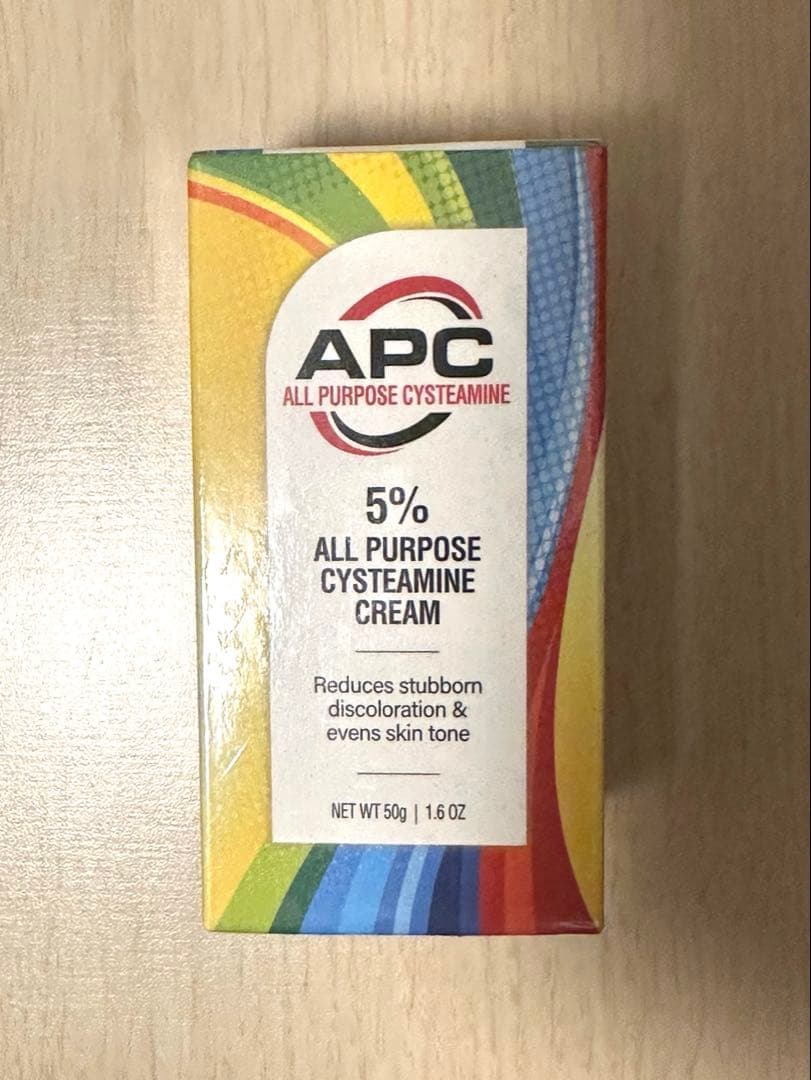 APC
ALL PURPOSE CYSTEAMINE
5%
ALL PURPOSE
CYSTEAMINE
CREAM
Reduces stubborn
discoloration &
evens skin tone
NET WT 50g | 1.6 OZ